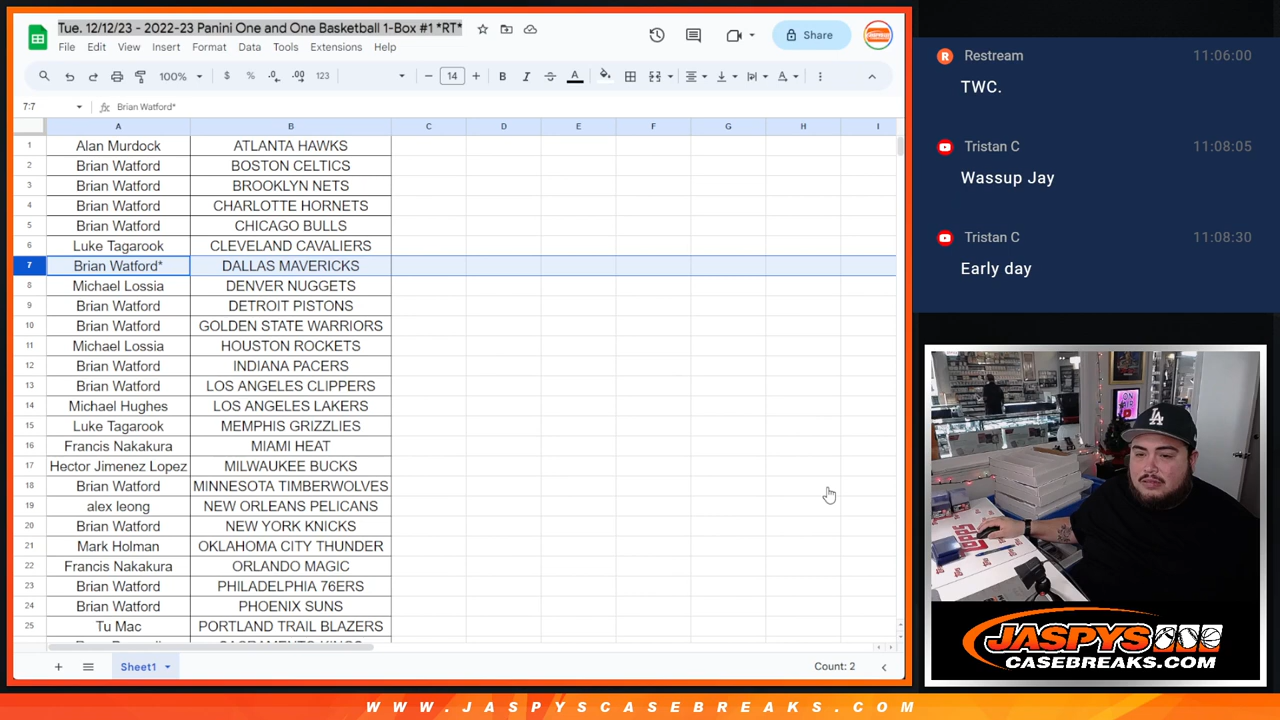 Tue. 12/12/23 - 2022-23 Panini One and One Basketball 1-Box #1 *RT*
File Edit View Insert Format Data Tools Extensions Help
Share
100% $ % .0 .00 123 14 B I A
7:7 fx Brian Watford*
A B C D E F G H I
1 Alan Murdock ATLANTA HAWKS
2 Brian Watford BOSTON CELTICS
3 Brian Watford BROOKLYN NETS
4 Brian Watford CHARLOTTE HORNETS
5 Brian Watford CHICAGO BULLS
6 Luke Tagarook CLEVELAND CAVALIERS
7 Brian Watford* DALLAS MAVERICKS
8 Michael Lossia DENVER NUGGETS
9 Brian Watford DETROIT PISTONS
10 Brian Watford GOLDEN STATE WARRIORS
11 Michael Lossia HOUSTON ROCKETS
12 Brian Watford INDIANA PACERS
13 Brian Watford LOS ANGELES CLIPPERS
14 Michael Hughes LOS ANGELES LAKERS
15 Luke Tagarook MEMPHIS GRIZZLIES
16 Francis Nakakura MIAMI HEAT
17 Hector Jimenez Lopez MILWAUKEE BUCKS
18 Brian Watford MINNESOTA TIMBERWOLVES
19 alex leong NEW ORLEANS PELICANS
20 Brian Watford NEW YORK KNICKS
21 Mark Holman OKLAHOMA CITY THUNDER
22 Francis Nakakura ORLANDO MAGIC
23 Brian Watford PHILADELPHIA 76ERS
24 Brian Watford PHOENIX SUNS
25 Tu Mac PORTLAND TRAIL BLAZERS
Sheet1
Count: 2
Restream 11:06:00
TWC.
Tristan C 11:08:05
Wassup Jay
Tristan C 11:08:30
Early day
ON
LA
JASPYS
CASEBREAKS.COM
WWW.JASPYSCASEBREAKS.COM